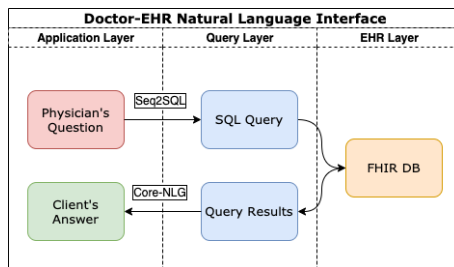 Doctor-EHR Natural Language Interface
Application Layer
Query Layer
EHR Layer
Seq2SQL
Physician's
Question
SQL Query
FHIR DB
Core-NLG
Client's
Answer
Query Results